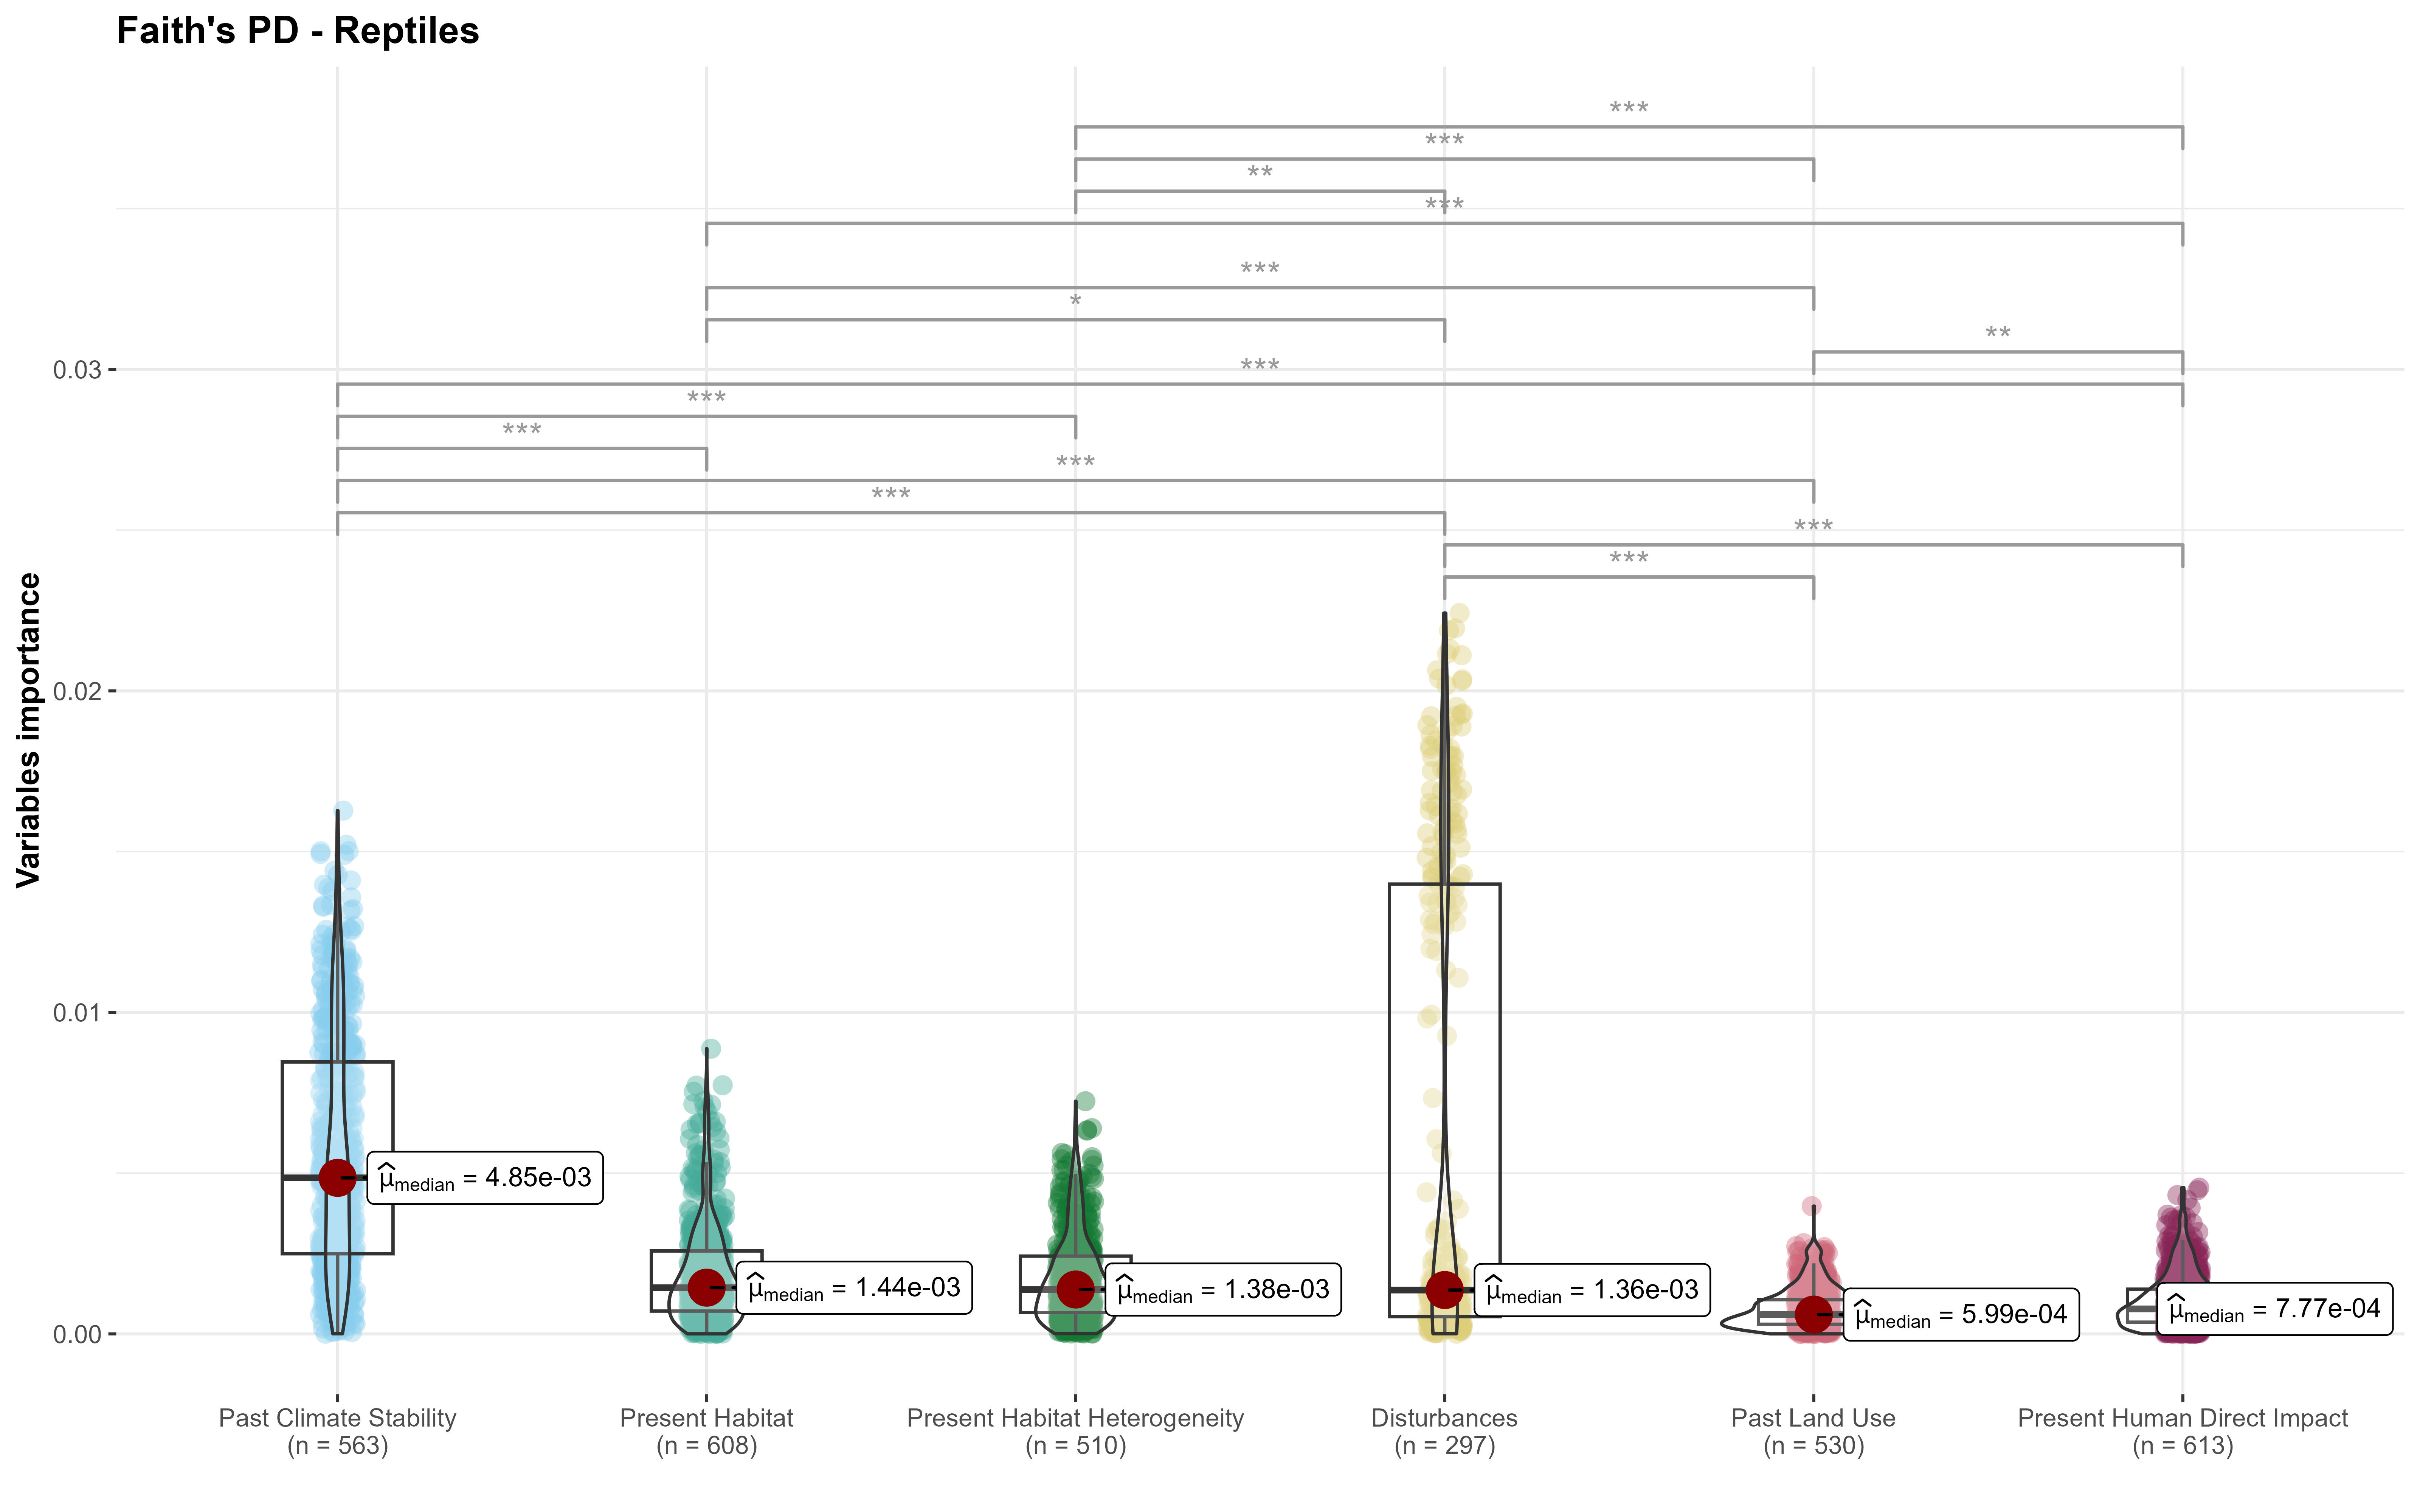 Faith's PD - Reptiles
Variables importance
***
***
**
***
***
*
**
***
***
***
***
***
***
***
0.03
0.02
0.01
0.00
μ̂median = 4.85e-03
μ̂median = 1.44e-03
μ̂median = 1.38e-03
μ̂median = 1.36e-03
μ̂median = 5.99e-04
μ̂median = 7.77e-04
Past Climate Stability
(n = 563)
Present Habitat
(n = 608)
Present Habitat Heterogeneity
(n = 510)
Disturbances
(n = 297)
Past Land Use
(n = 530)
Present Human Direct Impact
(n = 613)